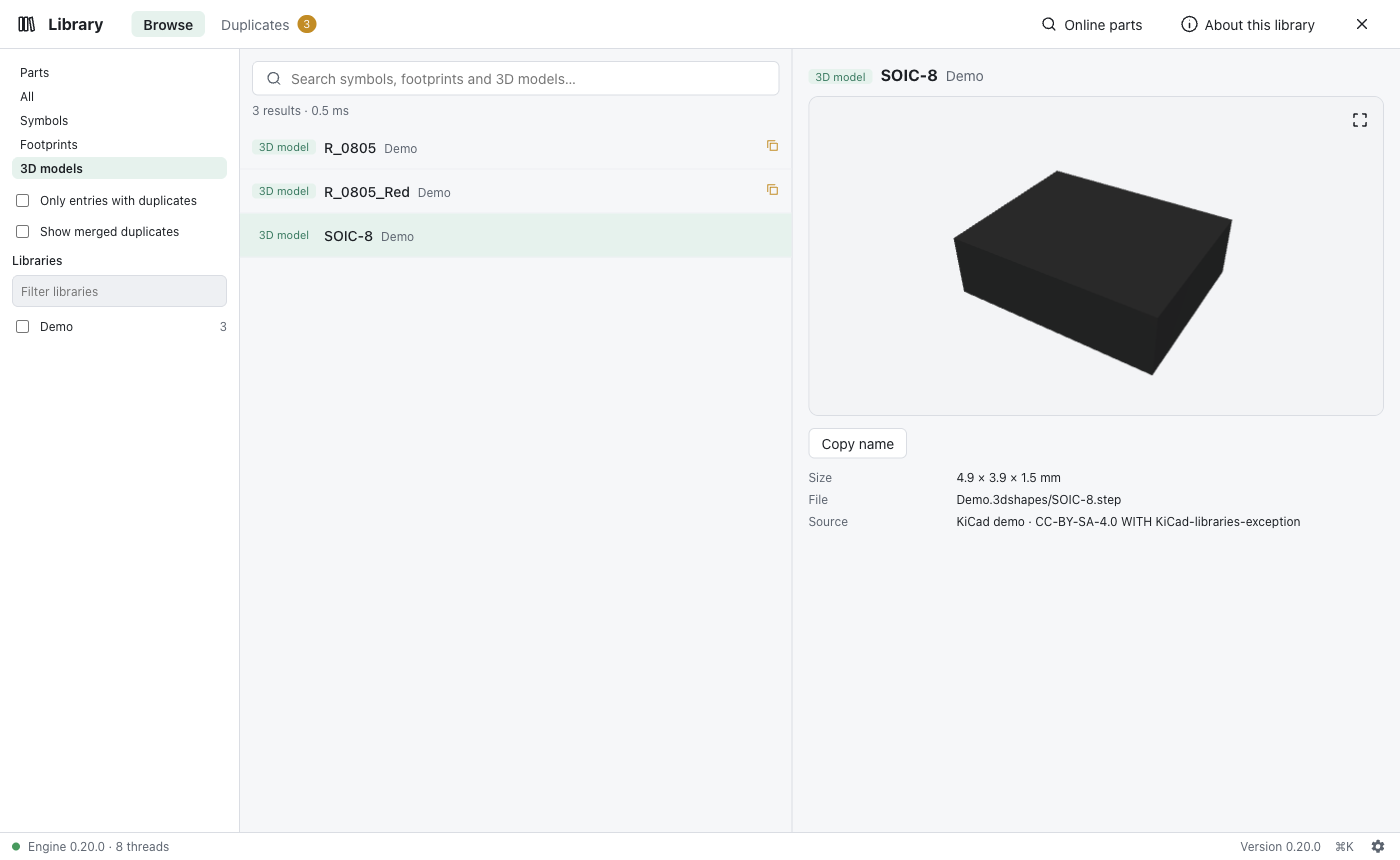 Library
Browse
Duplicates 3
Online parts
About this library
Parts
All
Symbols
Footprints
3D models
Only entries with duplicates
Show merged duplicates
Libraries
Filter libraries
Demo 3
Search symbols, footprints and 3D models...
3 results · 0.5 ms
3D model R_0805 Demo
3D model R_0805_Red Demo
3D model SOIC-8 Demo
3D model SOIC-8 Demo
Copy name
Size 4.9 × 3.9 × 1.5 mm
File Demo.3dshapes/SOIC-8.step
Source KiCad demo · CC-BY-SA-4.0 WITH KiCad-libraries-exception
Engine 0.20.0 · 8 threads
Version 0.20.0 ⌘K